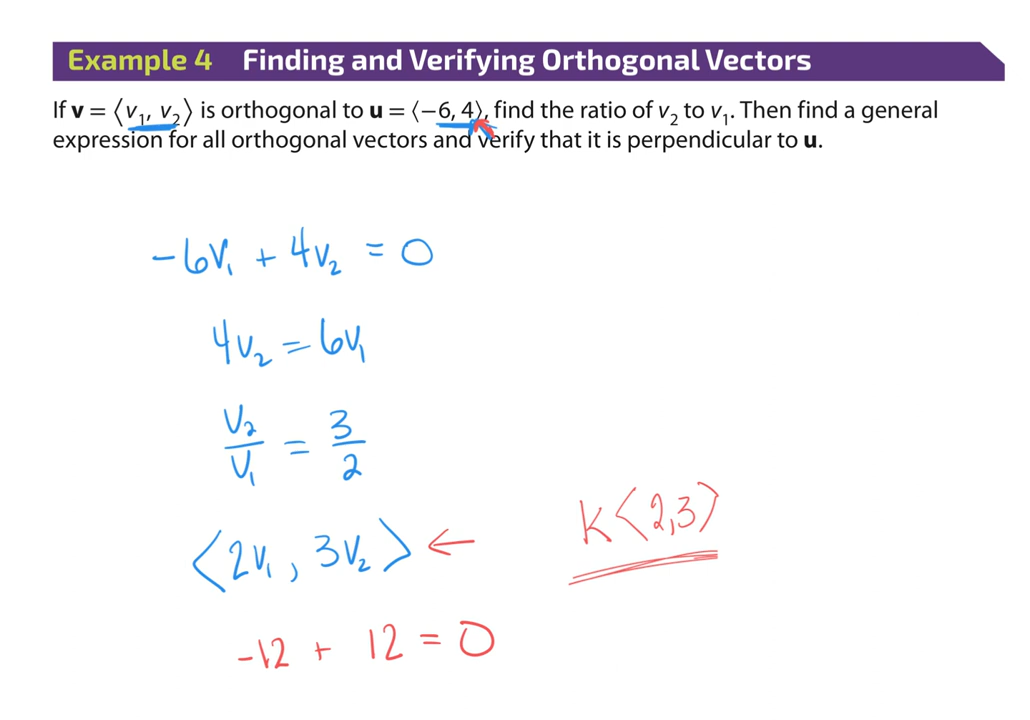 Example 4 Finding and Verifying Orthogonal Vectors
If v = ⟨v₁, v₂⟩ is orthogonal to u = ⟨−6, 4⟩, find the ratio of v₂ to v₁. Then find a general
expression for all orthogonal vectors and verify that it is perpendicular to u.
-6v₁ + 4v₂ = 0
4v₂ = 6v₁
v₂/v₁ = 3/2
⟨2v₁, 3v₂⟩ ←
k⟨2,3⟩
-12 + 12 = 0